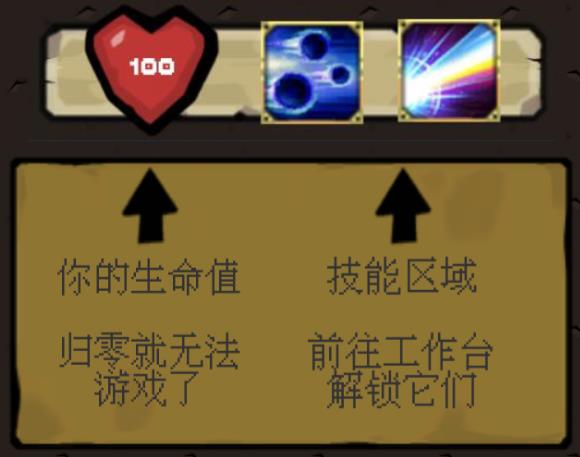 100
你的生命值
技能区域
归零就无法
游戏了
前往工作台
解锁它们